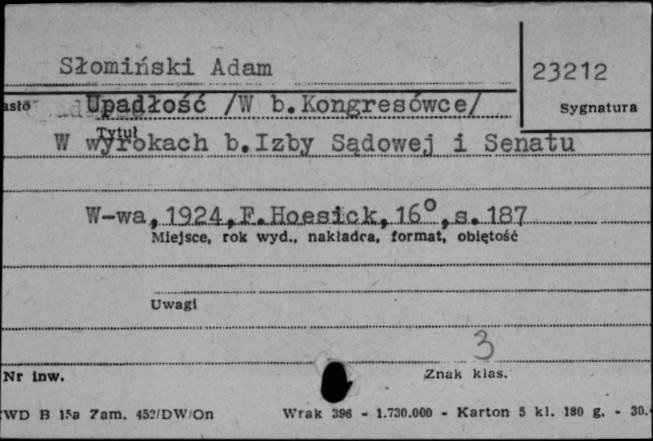 Słomiński Adam
23212
asło
Upadłość /W b.Kongresówce/
Sygnatura
Tytuł
W wyrokach b.Izby Sądowej i Senatu
W-wa,1924,F.Hoesick,16°,s.187
Miejsce, rok wyd., nakładca, format, objętość
Uwagi
3
Nr inw.
Znak klas.
WD B 15a Zam. 452/DW/On Wrak 396 - 1.730.000 - Karton 5 kl. 180 g. - 30.